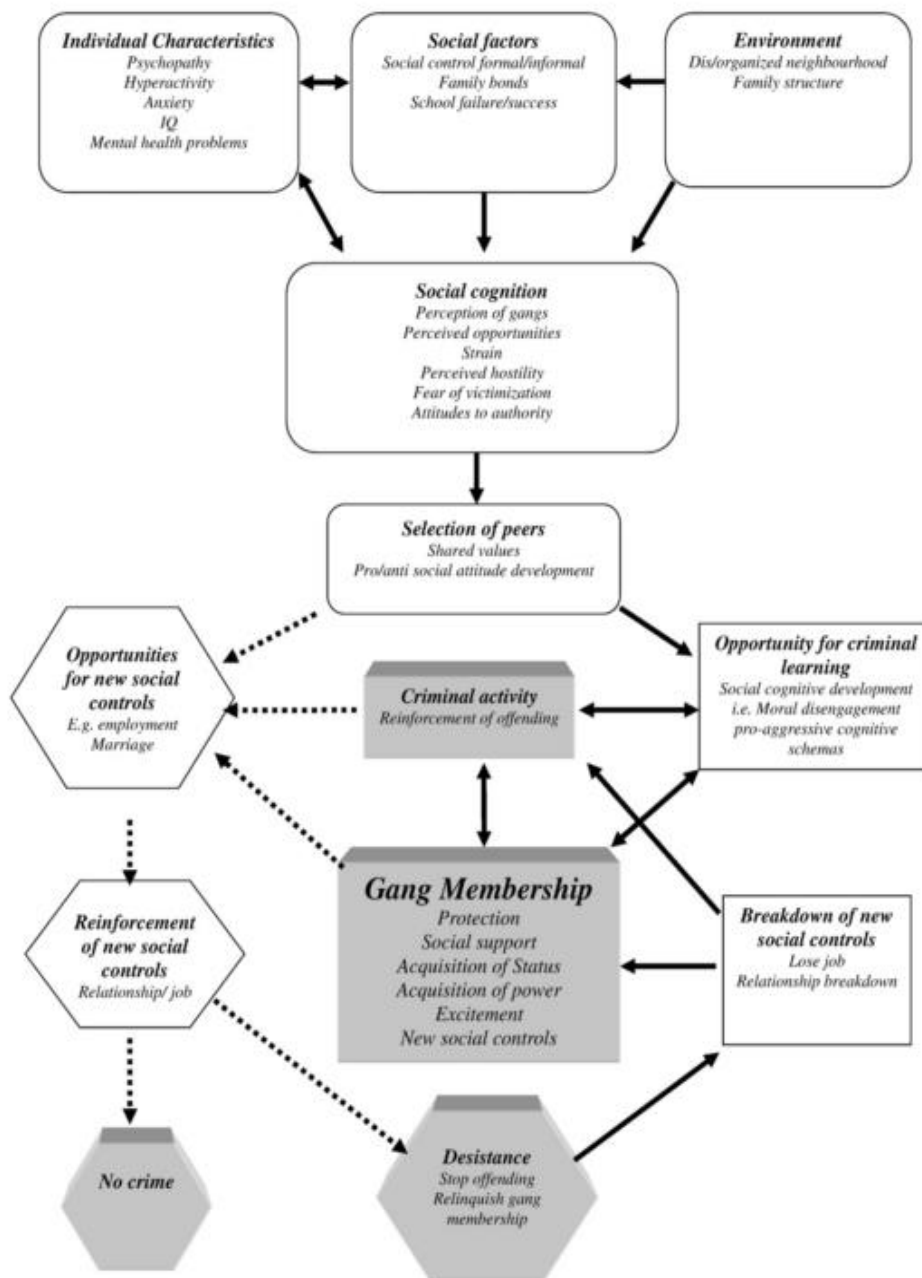 Individual Characteristics
Psychopathy
Hyperactivity
Anxiety
IQ
Mental health problems
Social factors
Social control formal/informal
Family bonds
School failure/success
Environment
Dis/organized neighbourhood
Family structure
Social cognition
Perception of gangs
Perceived opportunities
Strain
Perceived hostility
Fear of victimization
Attitudes to authority
Selection of peers
Shared values
Pro/anti social attitude development
Opportunities
for new social
controls
E.g. employment
Marriage
Criminal activity
Reinforcement of offending
Opportunity for criminal
learning
Social cognitive development
i.e. Moral disengagement
pro-aggressive cognitive
schemas
Gang Membership
Protection
Social support
Acquisition of Status
Acquisition of power
Excitement
New social controls
Reinforcement
of new social
controls
Relationship/ job
Breakdown of new
social controls
Lose job
Relationship breakdown
No crime
Desistance
Stop offending
Relinquish gang
membership